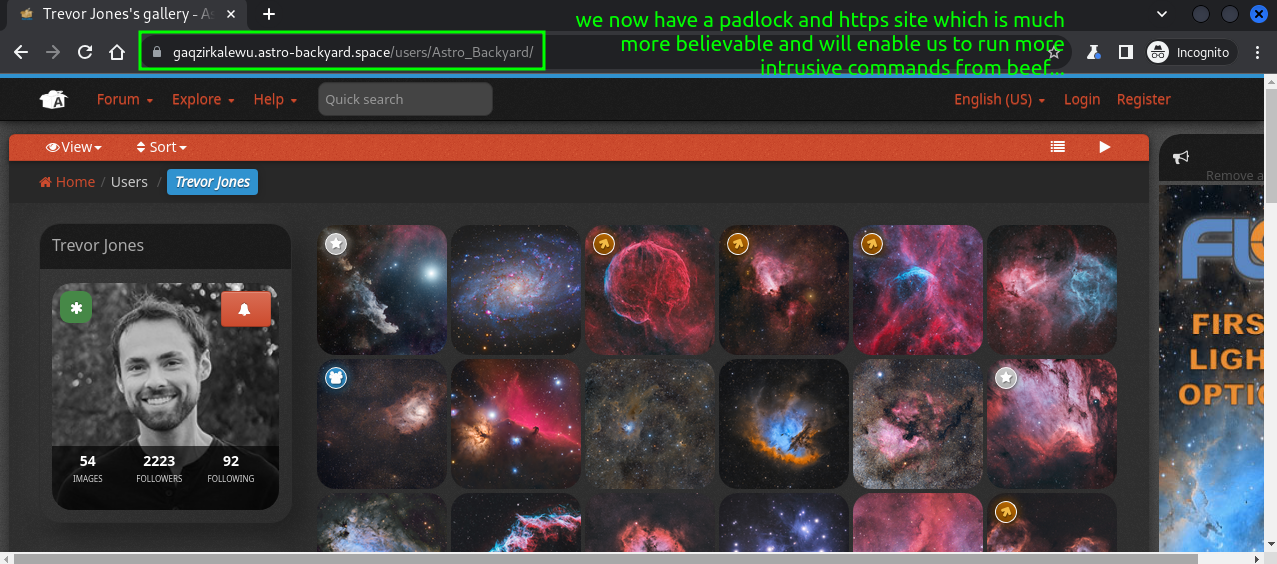 Trevor Jones's gallery - As
we now have a padlock and https site which is much
more believable and will enable us to run more
intrusive commands from beef...
gaqzirkalewu.astro-backyard.space/users/Astro_Backyard/
Incognito
A Forum Explore Help Quick search English (US) Login Register
View Sort
Home / Users / Trevor Jones
Remove a
Trevor Jones
FIRS
LIGH
OPTIC
54 2223 92
IMAGES FOLLOWERS FOLLOWING